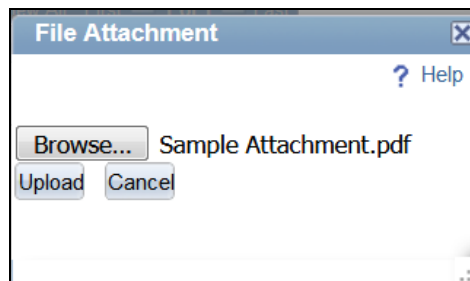 File Attachment
? Help
Browse... Sample Attachment.pdf
Upload Cancel